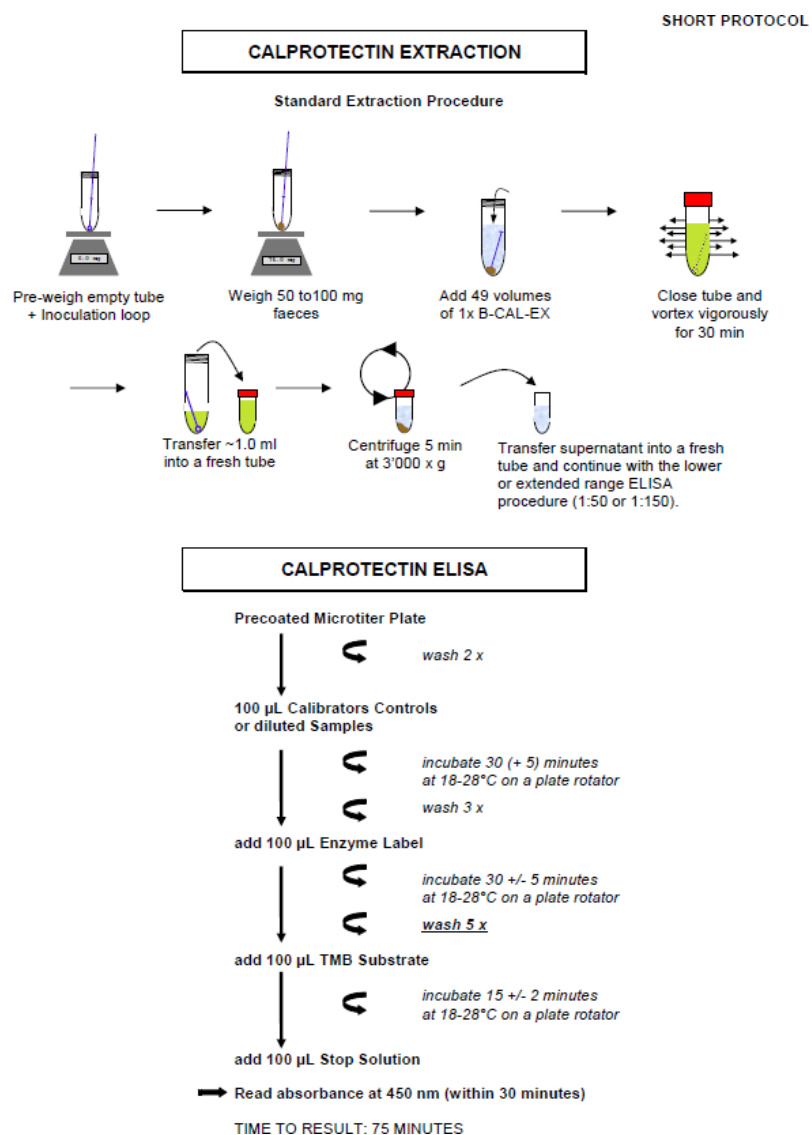 SHORT PROTOCOL
CALPROTECTIN EXTRACTION
Standard Extraction Procedure
Pre-weigh empty tube
+ Inoculation loop
Weigh 50 to100 mg
faeces
Add 49 volumes
of 1x B-CAL-EX
Close tube and
vortex vigorously
for 30 min
Transfer ~1.0 ml
into a fresh tube
Centrifuge 5 min
at 3'000 x g
Transfer supernatant into a fresh
tube and continue with the lower
or extended range ELISA
procedure (1:50 or 1:150).
CALPROTECTIN ELISA
Precoated Microtiter Plate
wash 2 x
100 µL Calibrators Controls
or diluted Samples
incubate 30 (+ 5) minutes
at 18-28°C on a plate rotator
wash 3 x
add 100 µL Enzyme Label
incubate 30 +/- 5 minutes
at 18-28°C on a plate rotator
wash 5 x
add 100 µL TMB Substrate
incubate 15 +/- 2 minutes
at 18-28°C on a plate rotator
add 100 µL Stop Solution
Read absorbance at 450 nm (within 30 minutes)
TIME TO RESULT: 75 MINUTES